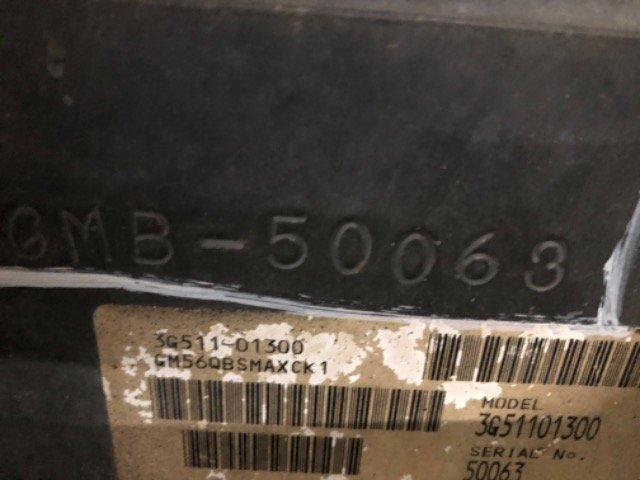 GMB-50063
3G511-01300
GM56QBSMAXCK1
MODEL
3G51101300
SERIAL No.
50063